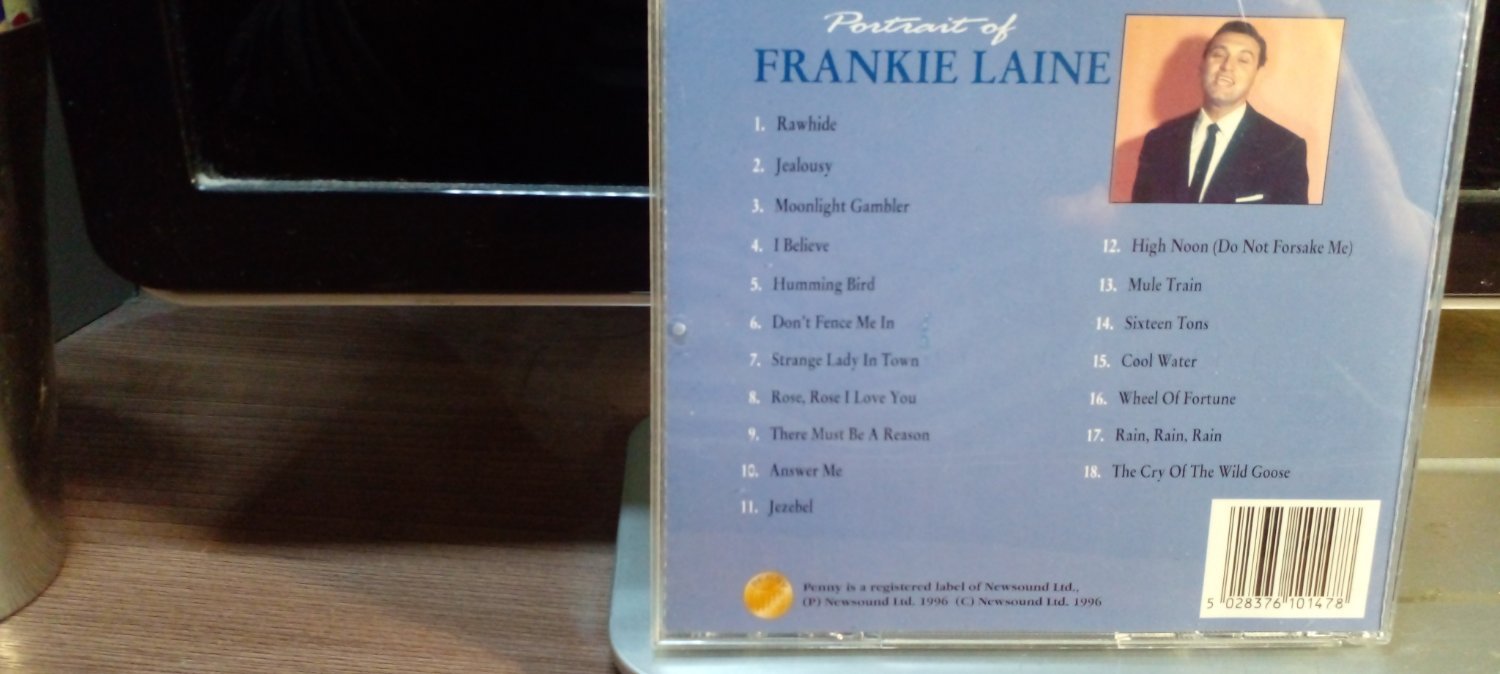 Portrait of
FRANKIE LAINE
1. Rawhide
2. Jealousy
3. Moonlight Gambler
4. I Believe
5. Humming Bird
6. Don't Fence Me In
7. Strange Lady In Town
8. Rose, Rose I Love You
9. There Must Be A Reason
10. Answer Me
11. Jezebel
12. High Noon (Do Not Forsake Me)
13. Mule Train
14. Sixteen Tons
15. Cool Water
16. Wheel Of Fortune
17. Rain, Rain, Rain
18. The Cry Of The Wild Goose
Penny is a registered label of Newsound Ltd.,
(P) Newsound Ltd. 1996 (C) Newsound Ltd. 1996
5 028376 101478